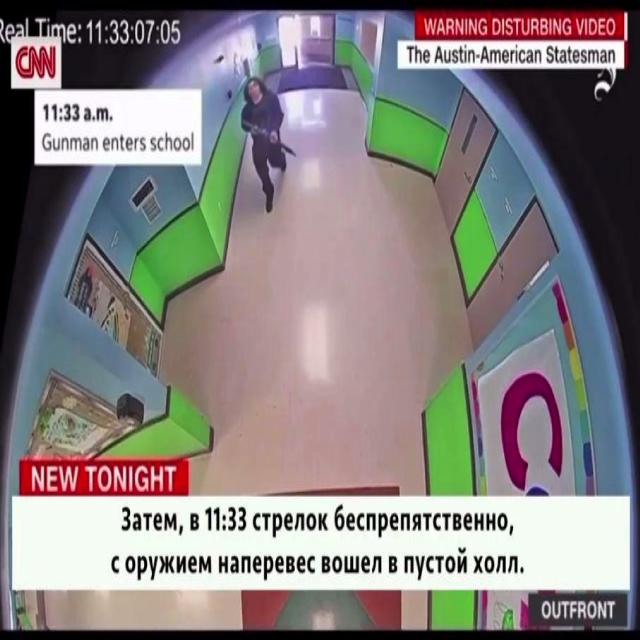 Real Time: 11:33:07:05
WARNING DISTURBING VIDEO
The Austin-American Statesman
CNN
11:33 a.m.
Gunman enters school
NEW TONIGHT
Затем, в 11:33 стрелок беспрепятственно,
с оружием наперевес вошел в пустой холл.
OUTFRONT